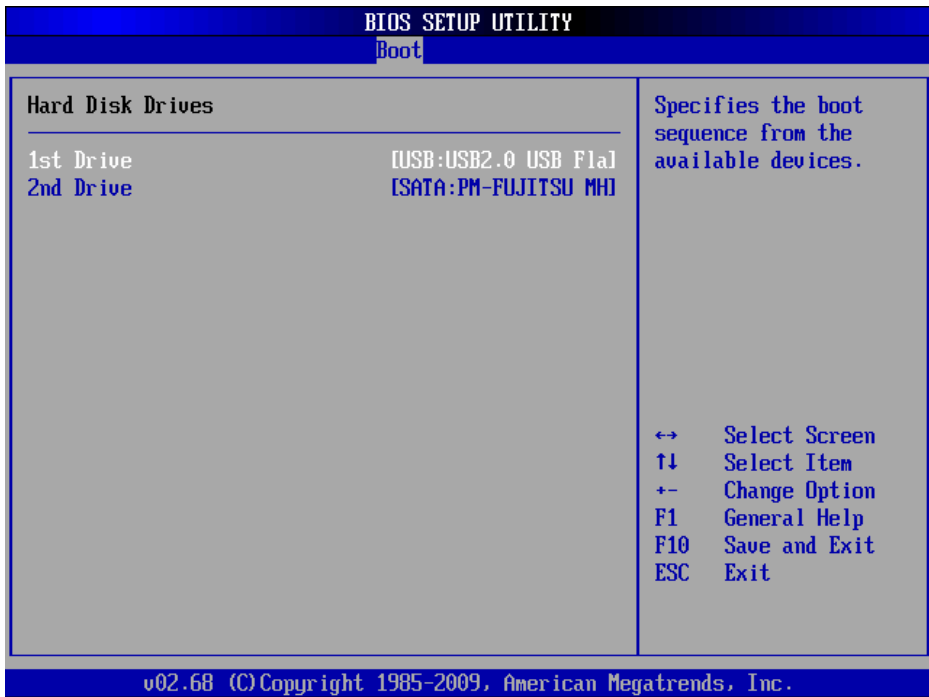 BIOS SETUP UTILITY
Boot
Hard Disk Drives
1st Drive [USB:USB2.0 USB Fla]
2nd Drive [SATA:PM-FUJITSU MH]
Specifies the boot
sequence from the
available devices.
←→ Select Screen
↑↓ Select Item
+- Change Option
F1 General Help
F10 Save and Exit
ESC Exit
v02.68 (C)Copyright 1985-2009, American Megatrends, Inc.